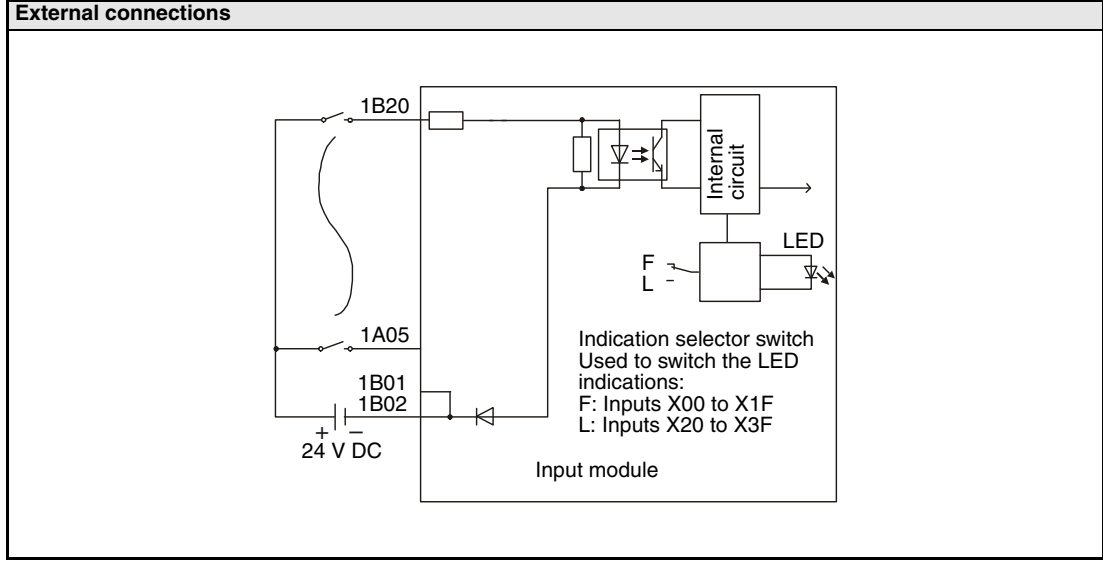 External connections
1B20
Internal
circuit
LED
F
L
1A05
1B01
1B02
+ −
24 V DC
Indication selector switch
Used to switch the LED
indications:
F: Inputs X00 to X1F
L: Inputs X20 to X3F
Input module